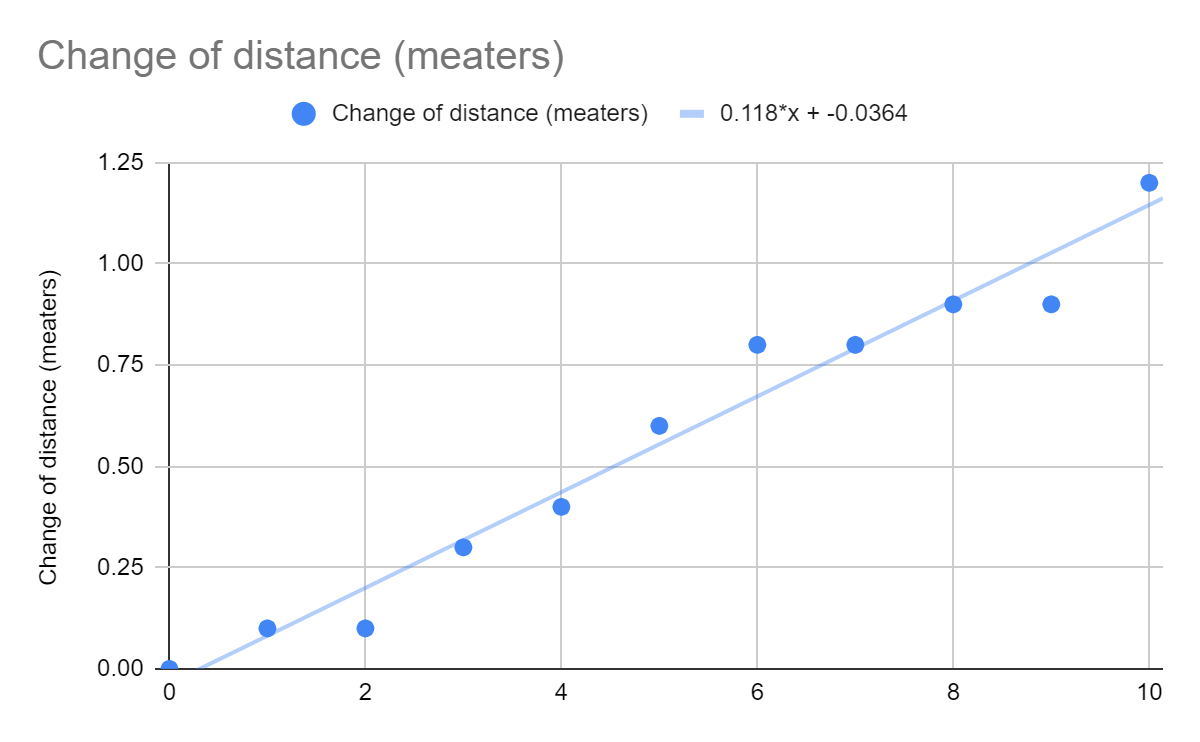 Change of distance (meaters)
Change of distance (meaters) 0.118*x + -0.0364
Change of distance (meaters)
1.25
1.00
0.75
0.50
0.25
0.00
0 2 4 6 8 10